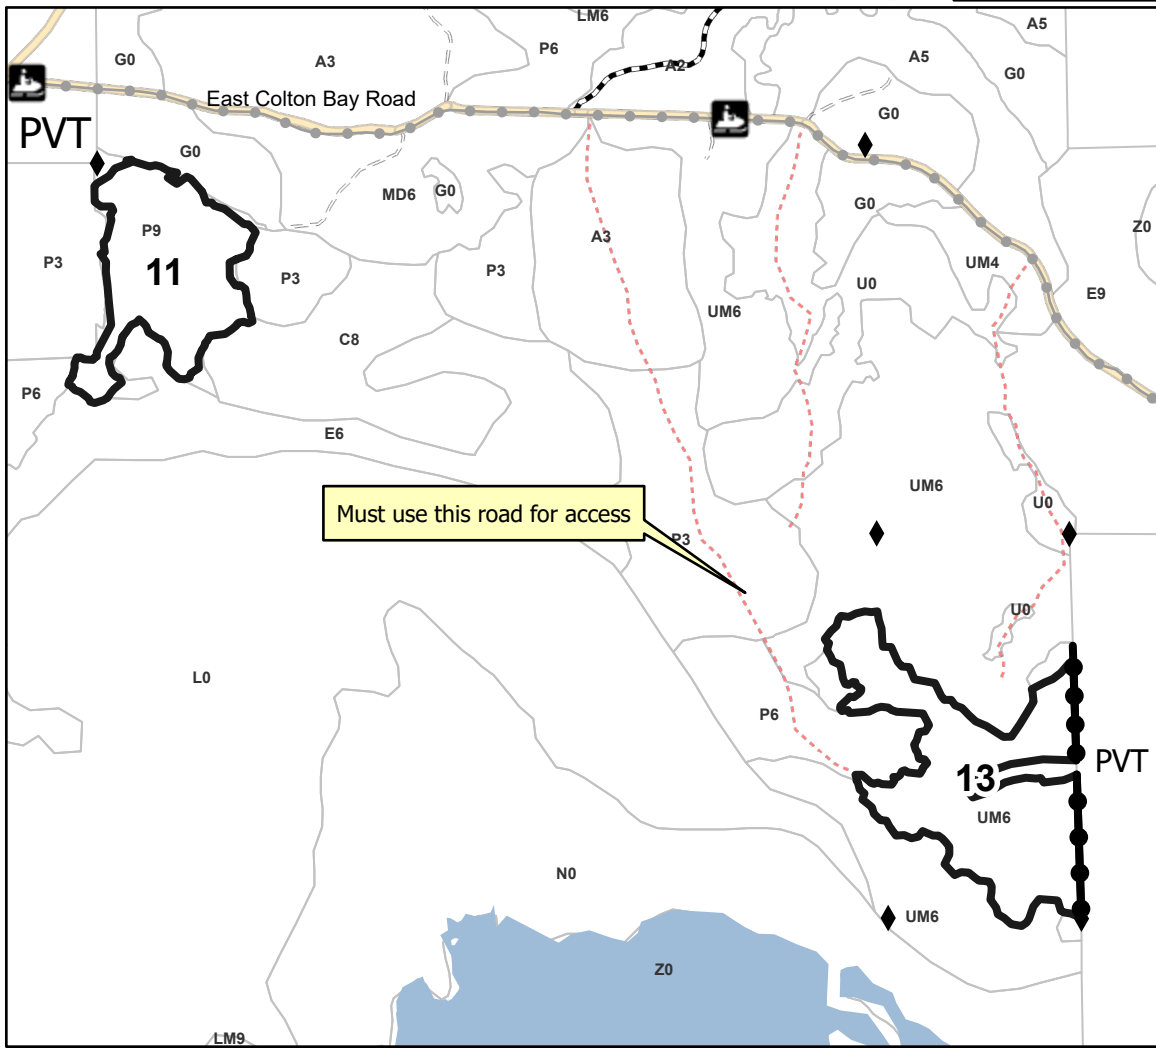 LM6
A5
G0
A3
P6
A2
A5
G0
East Colton Bay Road
G0
PVT
G0
MD6
G0
G0
P9
A3
Z0
P3
11
P3
P3
UM6
U0
UM4
E9
C8
P6
E6
UM6
Must use this road for access
U0
P3
U0
L0
P6
PVT
13
UM6
N0
UM6
Z0
LM9